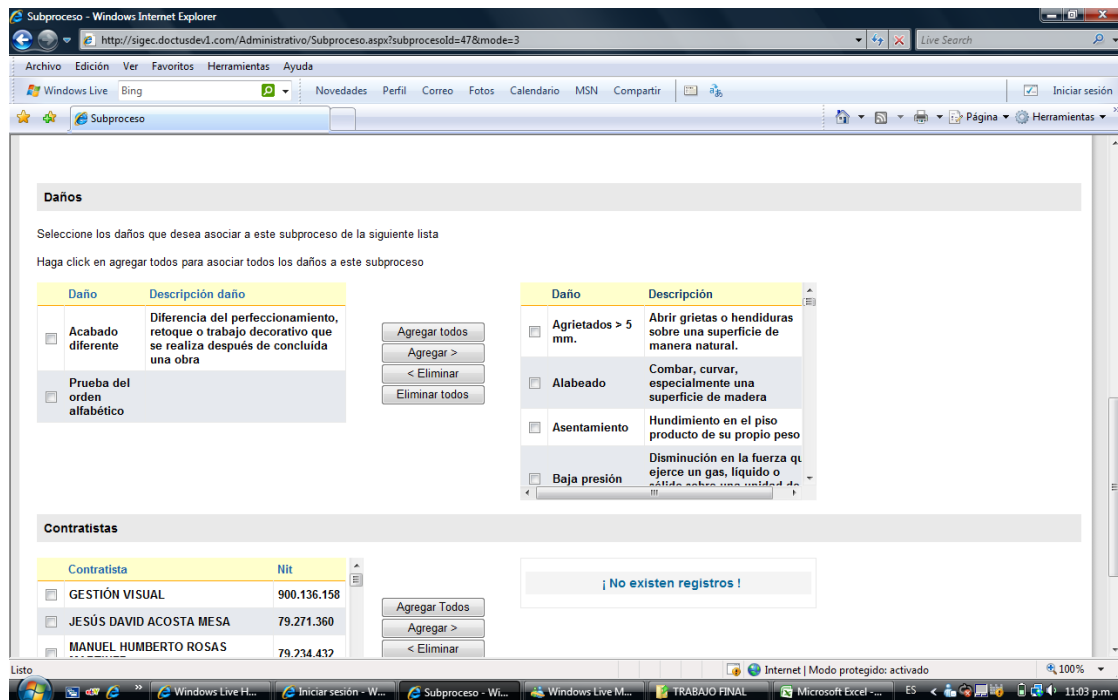 Subproceso - Windows Internet Explorer
http://sigec.doctusdev1.com/Administrativo/Subproceso.aspx?subprocesoId=47&mode=3
Live Search
Archivo Edición Ver Favoritos Herramientas Ayuda
Windows Live Bing Novedades Perfil Correo Fotos Calendario MSN Compartir Iniciar sesión
Subproceso Página Herramientas
Daños
Seleccione los daños que desea asociar a este subproceso de la siguiente lista
Haga click en agregar todos para asociar todos los daños a este subproceso
Daño Descripción daño
Acabado diferente
Diferencia del perfeccionamiento,
retoque o trabajo decorativo que
se realiza después de concluída
una obra
Prueba del
orden
alfabético
Agregar todos
Agregar >
< Eliminar
Eliminar todos
Daño Descripción
Agrietados > 5
mm.
Abrir grietas o hendiduras
sobre una superficie de
manera natural.
Alabeado
Combar, curvar,
especialmente una
superficie de madera
Asentamiento
Hundimiento en el piso
producto de su propio peso
Baja presión
Disminución en la fuerza qu
ejerce un gas, líquido o
sólido sobre una unidad de
Contratistas
Contratista Nit
GESTIÓN VISUAL 900.136.158
JESÚS DAVID ACOSTA MESA 79.271.360
MANUEL HUMBERTO ROSAS
79.234.432
Agregar Todos
Agregar >
< Eliminar
¡ No existen registros !
Listo Internet | Modo protegido: activado 100%
Windows Live H... Iniciar sesión - W... Subproceso - Wi... Windows Live M... TRABAJO FINAL Microsoft Excel -... ES 11:03 p.m.